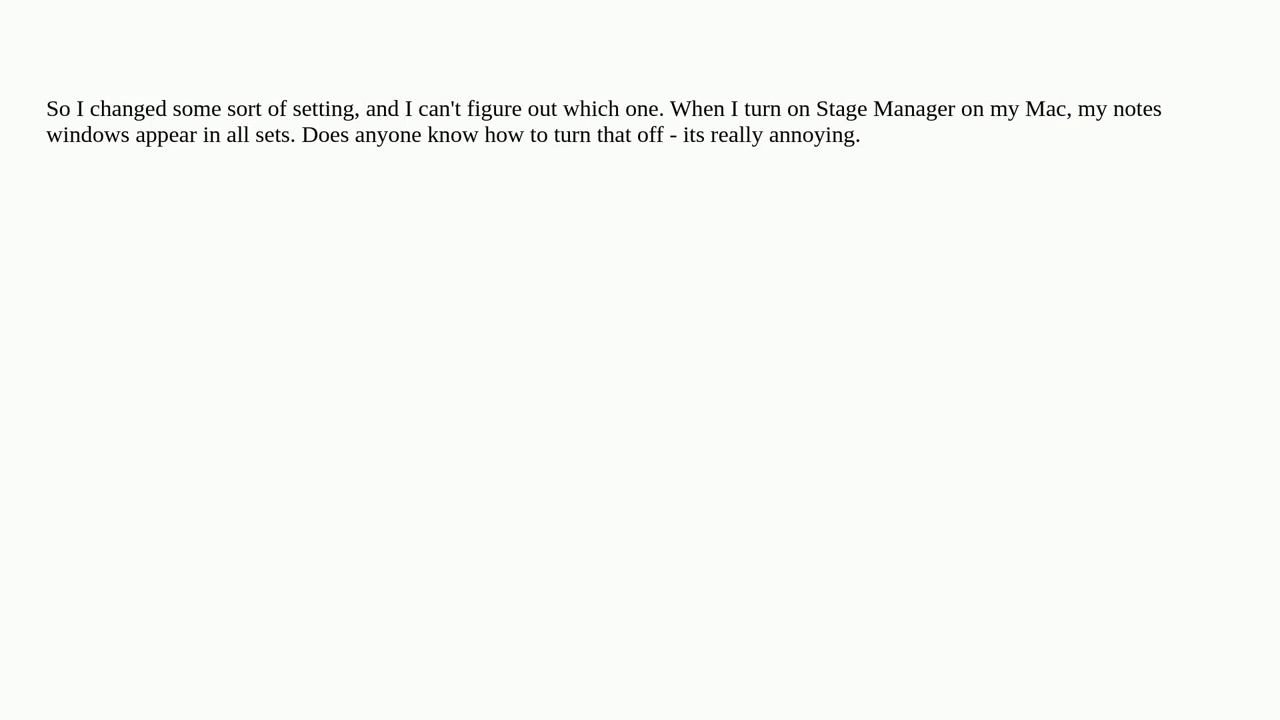 So I changed some sort of setting, and I can't figure out which one. When I turn on Stage Manager on my Mac, my notes
windows appear in all sets. Does anyone know how to turn that off - its really annoying.